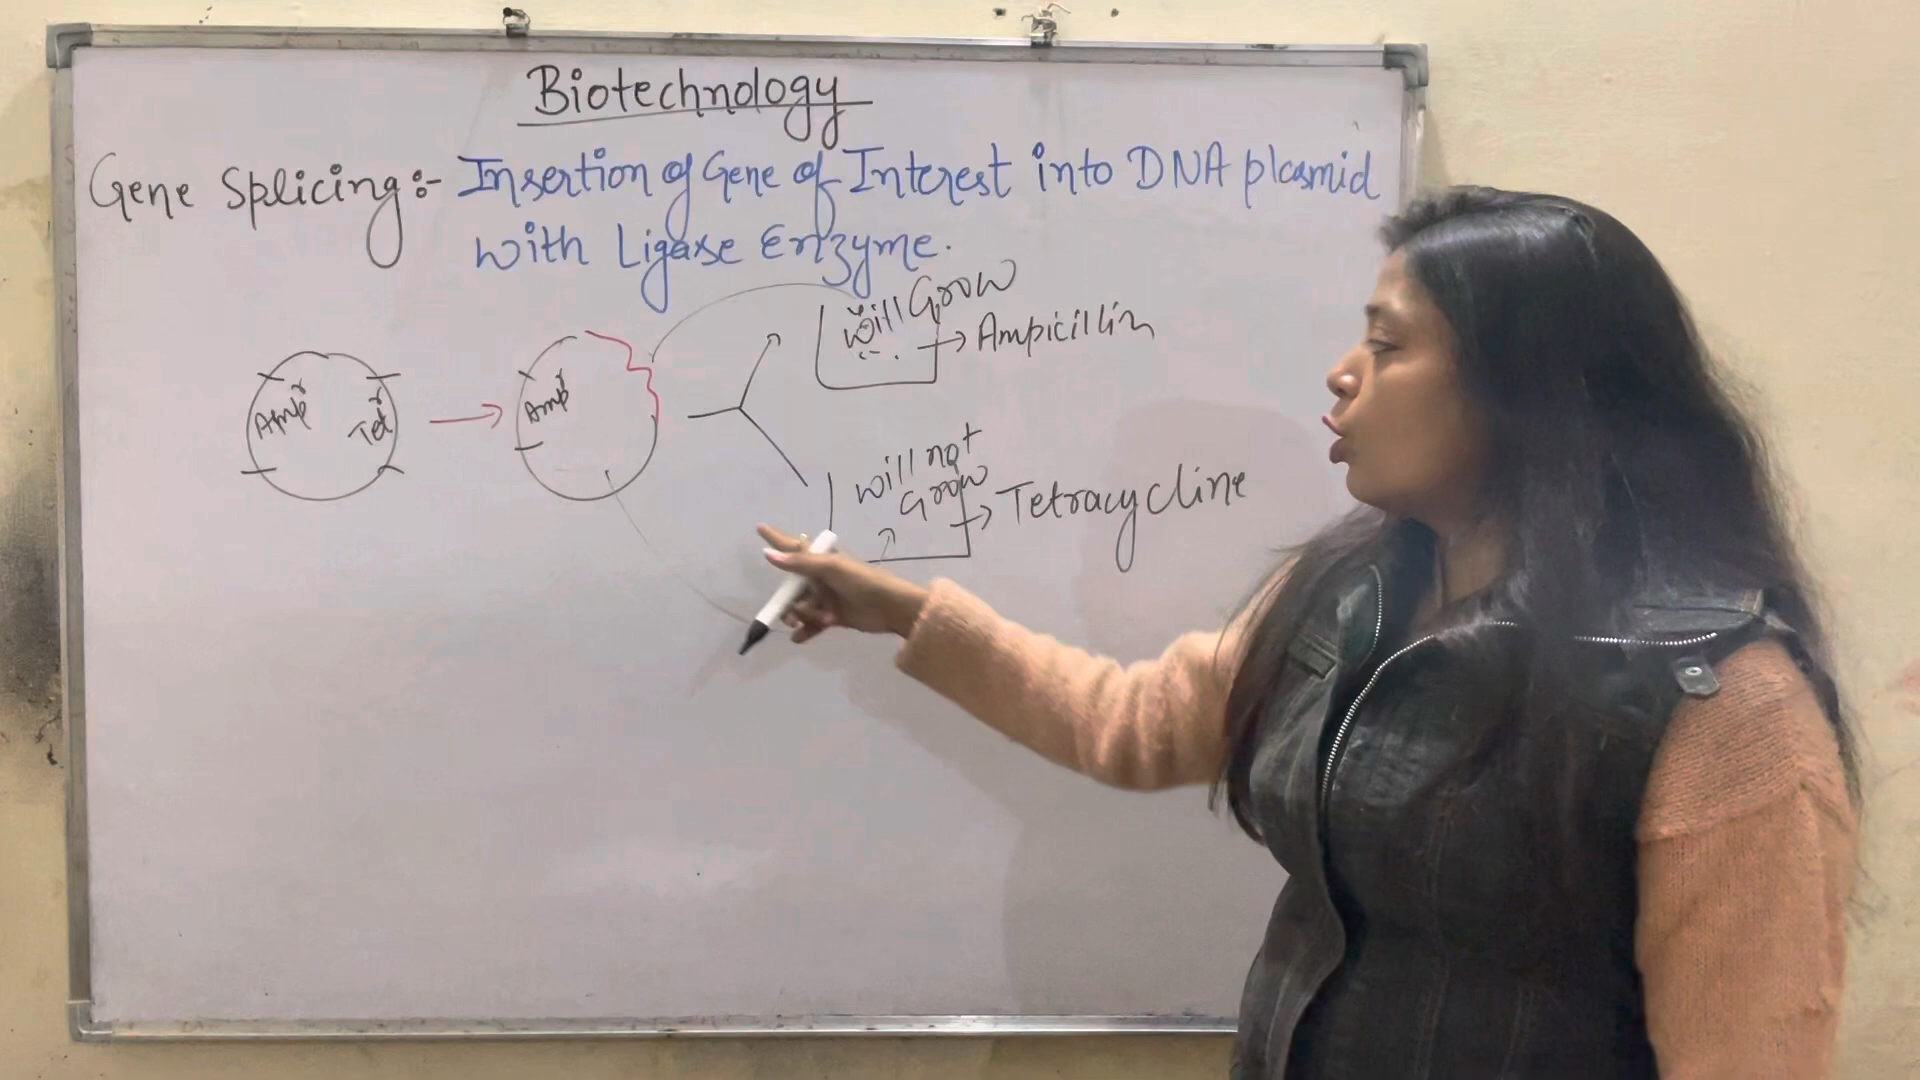 Biotechnology
Gene Splicing:- Insertion of Gene of Interest into DNA plasmid
with Ligase Enzyme.
Amp^r
Tet^r
Amp^r
will Grow
→ Ampicillin
will not
Grow
→ Tetracycline